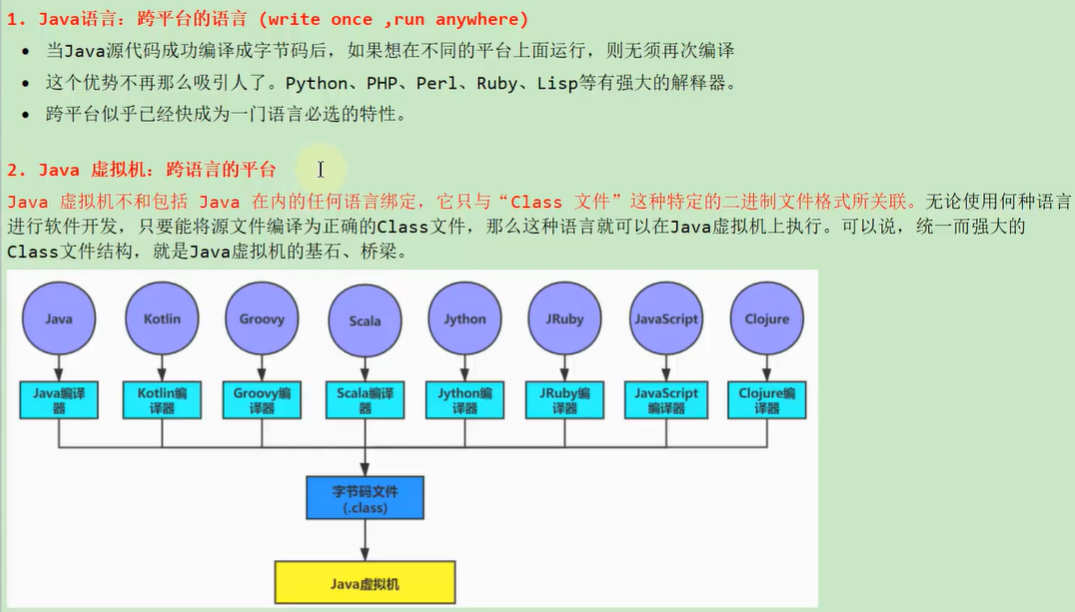 1. Java语言：跨平台的语言 (write once ,run anywhere)
• 当Java源代码成功编译成字节码后，如果想在不同的平台上面运行，则无须再次编译
• 这个优势不再那么吸引人了。Python、PHP、Perl、Ruby、Lisp等有强大的解释器。
• 跨平台似乎已经快成为一门语言必选的特性。
2. Java 虚拟机：跨语言的平台
Java 虚拟机不和包括 Java 在内的任何语言绑定，它只与“Class 文件”这种特定的二进制文件格式所关联。无论使用何种语言
进行软件开发，只要能将源文件编译为正确的Class文件，那么这种语言就可以在Java虚拟机上执行。可以说，统一而强大的
Class文件结构，就是Java虚拟机的基石、桥梁。
Java
Kotlin
Groovy
Scala
Jython
JRuby
JavaScript
Clojure
Java编译
器
Kotlin编
译器
Groovy编
译器
Scala编译
器
Jython编
译器
JRuby编
译器
JavaScript
编译器
Clojure编
译器
字节码文件
(.class)
Java虚拟机